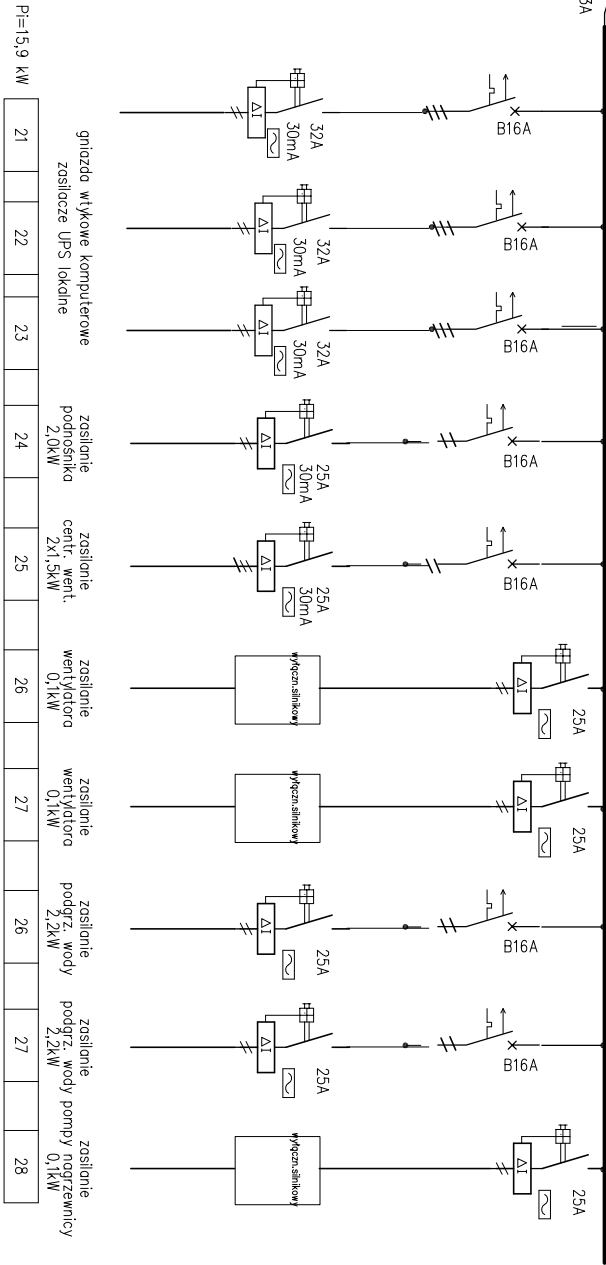 3A
B16A
32A
30mA
ΔI
B16A
32A
30mA
ΔI
B16A
32A
30mA
ΔI
B16A
25A
30mA
ΔI
B16A
25A
30mA
ΔI
25A
ΔI
wyłączn.silnikowy
25A
ΔI
wyłączn.silnikowy
B16A
25A
ΔI
B16A
25A
ΔI
25A
ΔI
wyłączn.silnikowy
gniazda wtykowe komputerowe
zasilacze UPS lokalne
zasilanie
podnośnika
2,0kW
zasilanie
centr. went.
2x1,5kW
zasilanie
wentylatora
0,1kW
zasilanie
wentylatora
0,1kW
zasilanie
podgrz. wody
2,2kW
zasilanie
podgrz. wody
2,2kW
zasilanie
pompy nagrzewnicy
0,1kW
Pi=15,9 kW
21
22
23
24
25
26
27
26
27
28